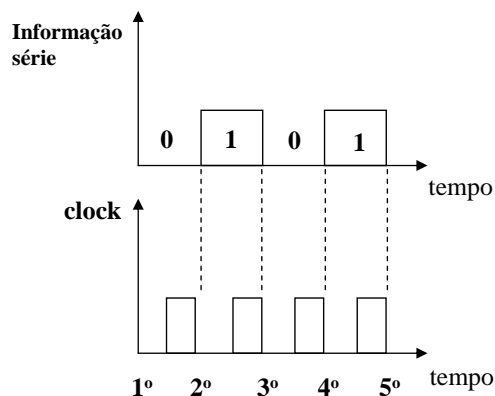 Informação
série
0 1 0 1
tempo
clock
1º 2º 3º 4º 5º tempo